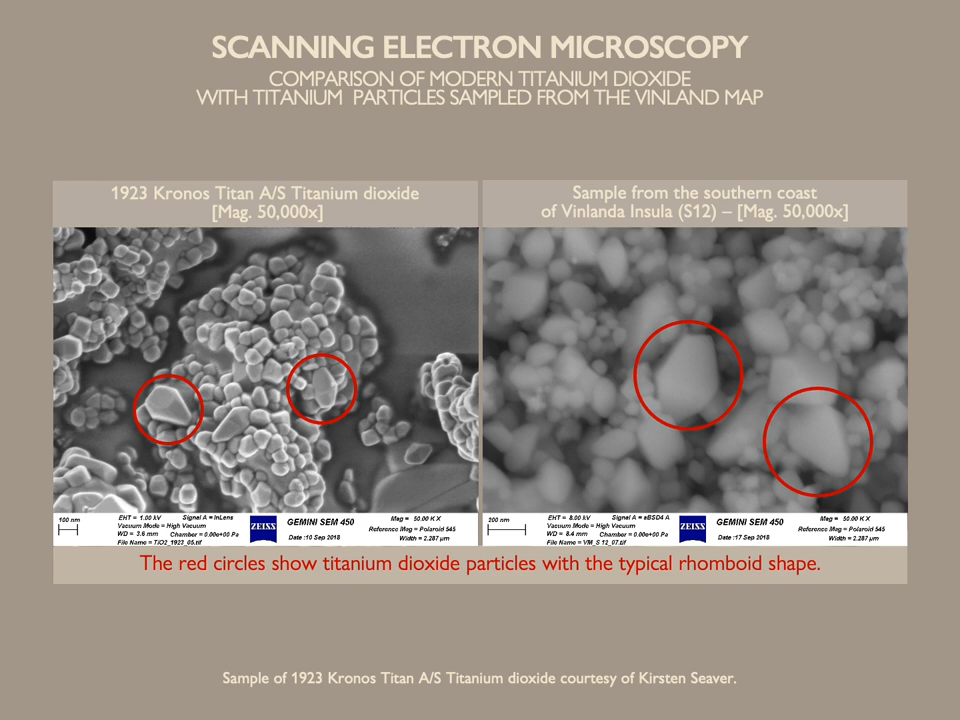 SCANNING ELECTRON MICROSCOPY
COMPARISON OF MODERN TITANIUM DIOXIDE
WITH TITANIUM PARTICLES SAMPLED FROM THE VINLAND MAP
1923 Kronos Titan A/S Titanium dioxide
[Mag. 50,000x]
Sample from the southern coast
of Vinlanda Insula (S12) – [Mag. 50,000x]
100 nm
EHT = 1.00 kV Signal A = InLens
Vacuum Mode = High Vacuum
WD = 3.6 mm Chamber = 0.00e+00 Pa
File Name = TiO2_1923_05.tif
ZEISS
GEMINI SEM 450
Date :10 Sep 2018
Mag = 50.00 K X
Reference Mag = Polaroid 545
Width = 2.287 µm
200 nm
EHT = 8.00 kV Signal A = aBSD4 A
Vacuum Mode = High Vacuum
WD = 8.4 mm Chamber = 0.00e+00 Pa
File Name = VM_S 12_07.tif
ZEISS
GEMINI SEM 450
Date :17 Sep 2018
Mag = 50.00 K X
Reference Mag = Polaroid 545
Width = 2.287 µm
The red circles show titanium dioxide particles with the typical rhomboid shape.
Sample of 1923 Kronos Titan A/S Titanium dioxide courtesy of Kirsten Seaver.